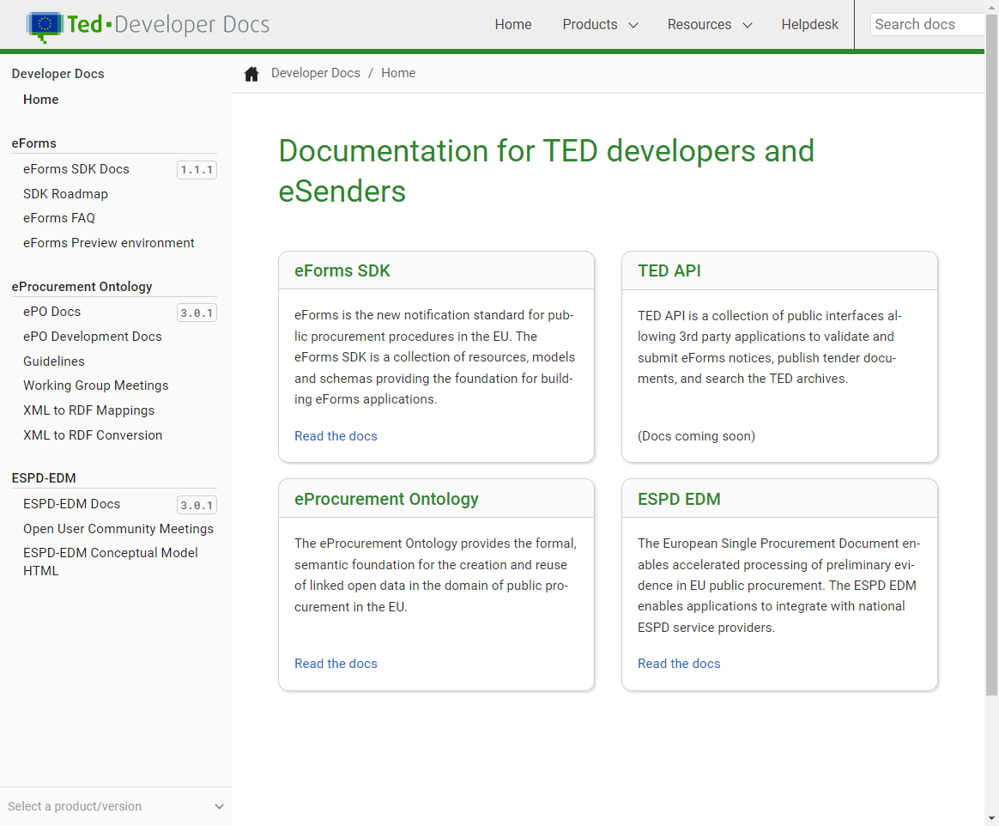 Ted Developer Docs
Home
Products
Resources
Helpdesk
Search docs
Developer Docs
Home
eForms
eForms SDK Docs 1.1.1
SDK Roadmap
eForms FAQ
eForms Preview environment
eProcurement Ontology
ePO Docs 3.0.1
ePO Development Docs
Guidelines
Working Group Meetings
XML to RDF Mappings
XML to RDF Conversion
ESPD-EDM
ESPD-EDM Docs 3.0.1
Open User Community Meetings
ESPD-EDM Conceptual Model
HTML
Select a product/version
Developer Docs / Home
Documentation for TED developers and
eSenders
eForms SDK
eForms is the new notification standard for pub-
lic procurement procedures in the EU. The
eForms SDK is a collection of resources, models
and schemas providing the foundation for build-
ing eForms applications.
Read the docs
TED API
TED API is a collection of public interfaces al-
lowing 3rd party applications to validate and
submit eForms notices, publish tender docu-
ments, and search the TED archives.
(Docs coming soon)
eProcurement Ontology
The eProcurement Ontology provides the formal,
semantic foundation for the creation and reuse
of linked open data in the domain of public pro-
curement in the EU.
Read the docs
ESPD EDM
The European Single Procurement Document en-
ables accelerated processing of preliminary evi-
dence in EU public procurement. The ESPD EDM
enables applications to integrate with national
ESPD service providers.
Read the docs